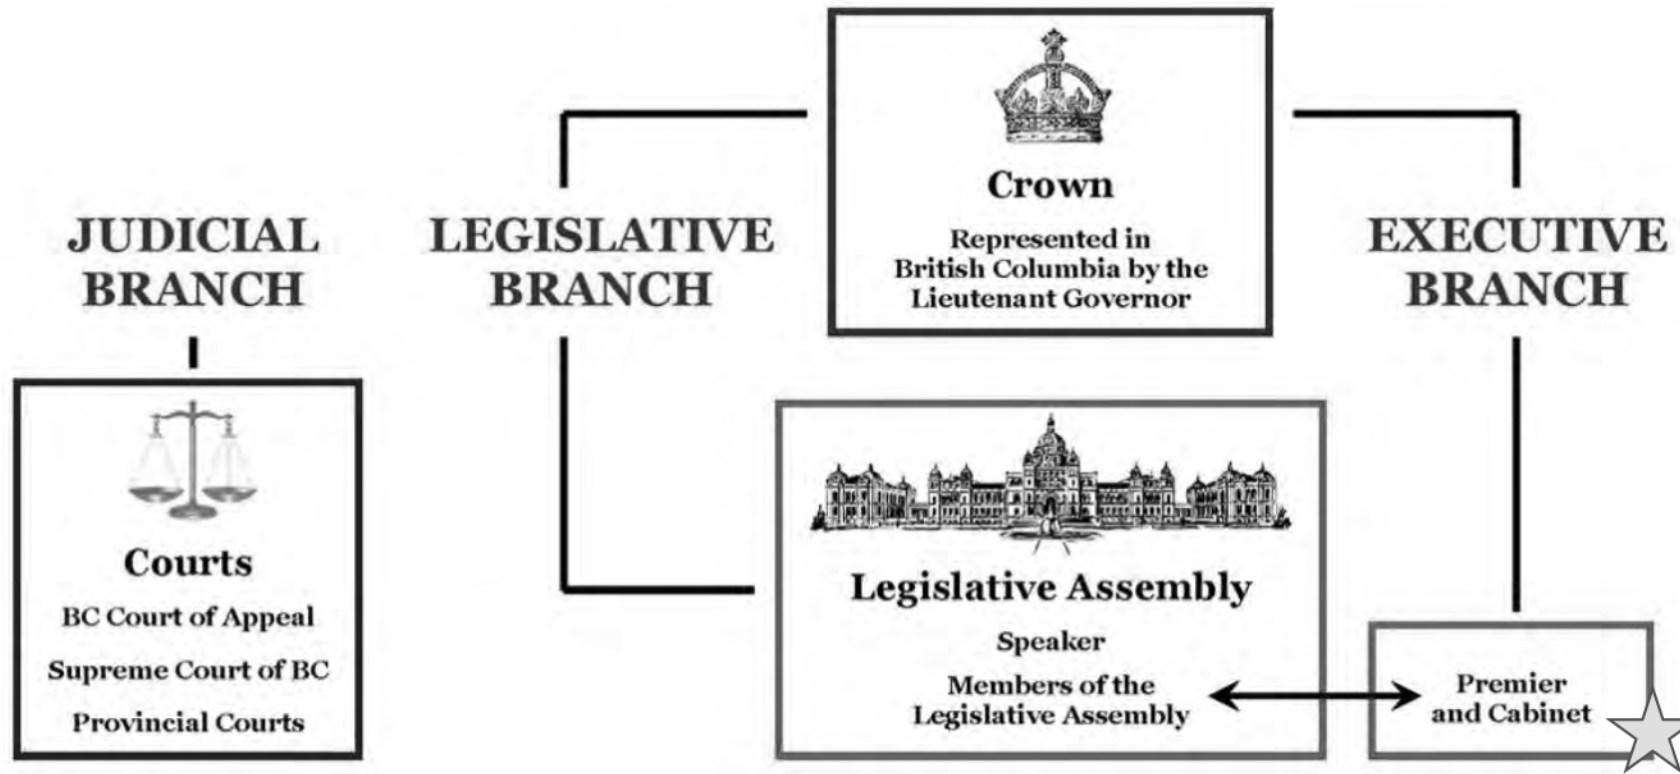 Crown
Represented in
British Columbia by the
Lieutenant Governor
JUDICIAL
BRANCH
LEGISLATIVE
BRANCH
EXECUTIVE
BRANCH
Courts
BC Court of Appeal
Supreme Court of BC
Provincial Courts
Legislative Assembly
Speaker
Members of the
Legislative Assembly
Premier
and Cabinet